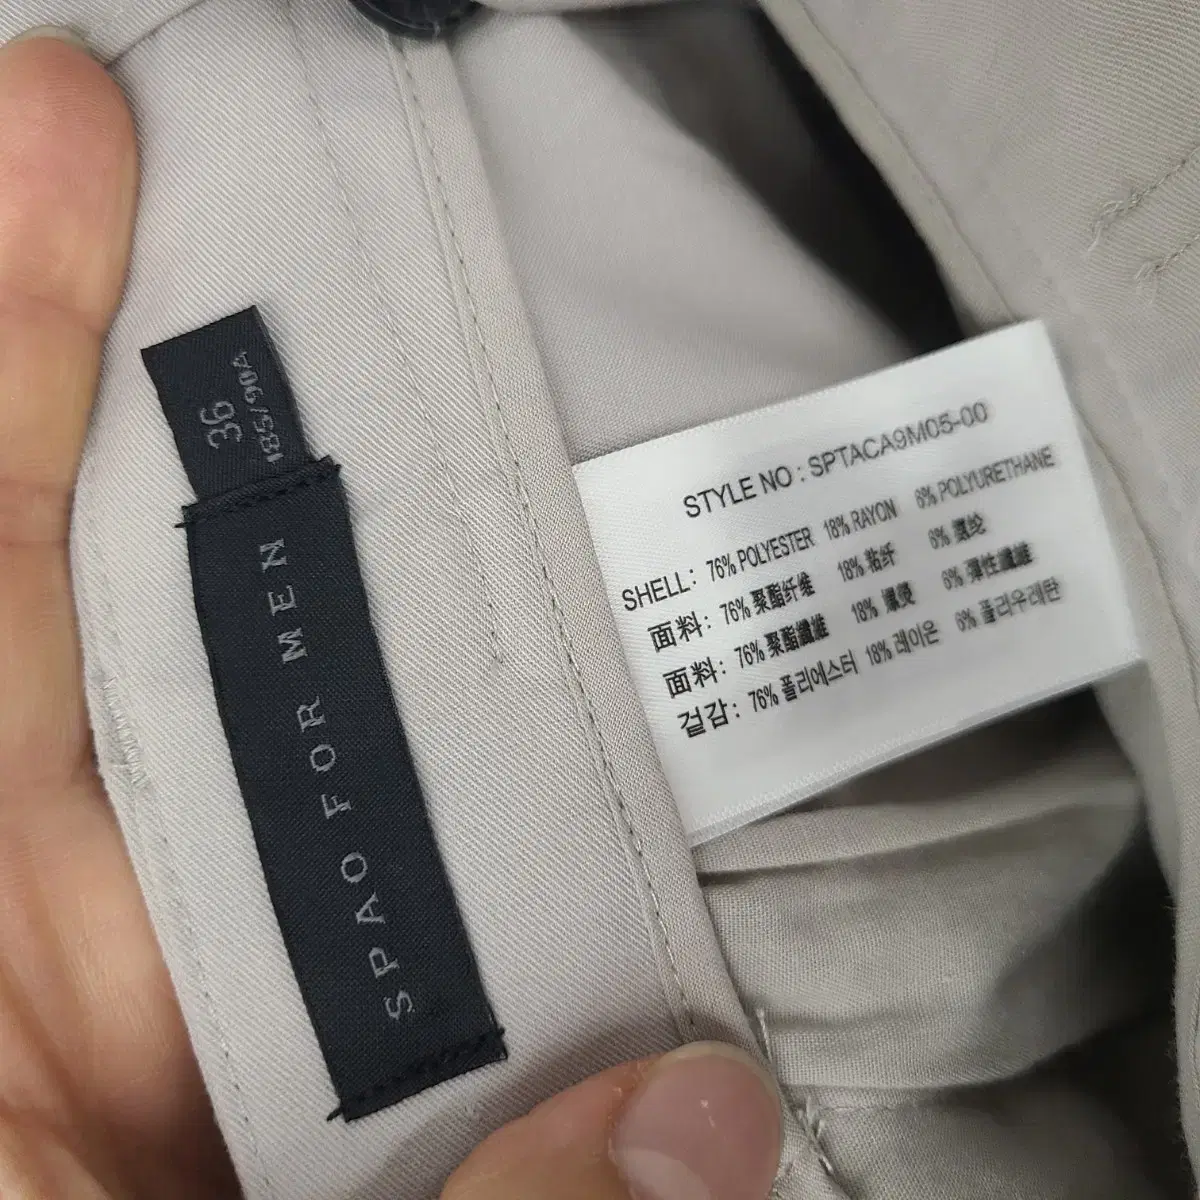 36
185/90A
SPAO FOR MEN
STYLE NO : SPTACA9M05-00
SHELL: 76% POLYESTER 18% RAYON 6% POLYURETHANE
面料: 76% 聚酯纤维 18% 粘纤 6% 氨纶
面料: 76% 聚酯纖維 18% 嫘縈 6% 彈性纖維
겉감: 76% 폴리에스터 18% 레이온 6% 폴리우레탄